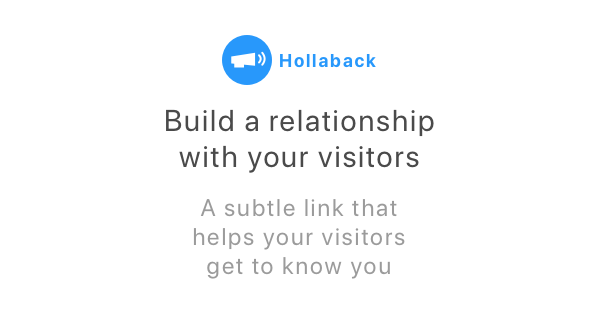 Hollaback
Build a relationship
with your visitors
A subtle link that
helps your visitors
get to know you